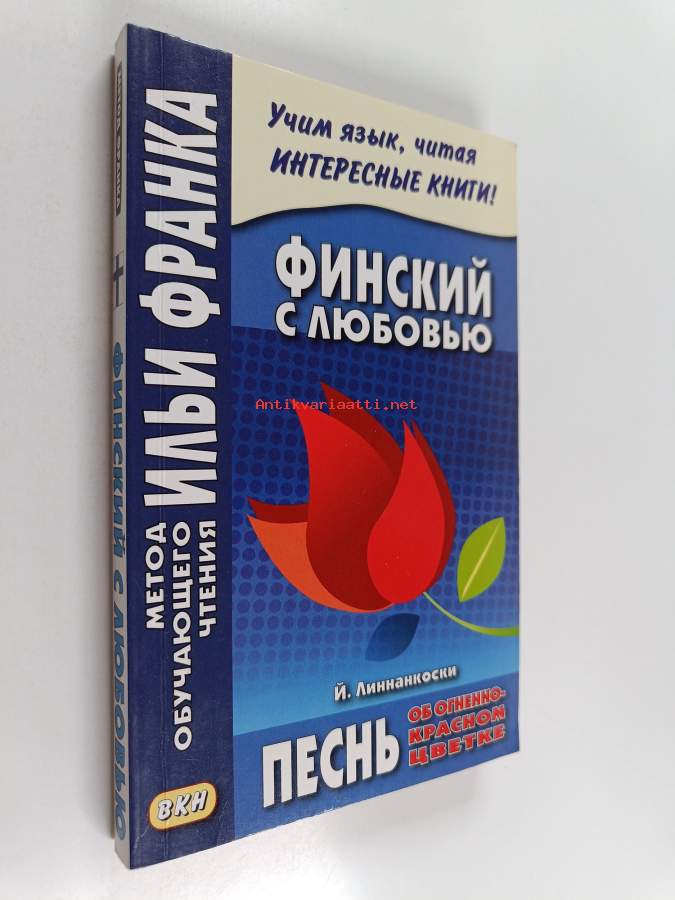 Учим язык, читая
ИНТЕРЕСНЫЕ КНИГИ!
ФИНСКИЙ
С ЛЮБОВЬЮ
Antikvariaatti.net
Й. Линнанкоски
ПЕСНЬ
ОБ ОГНЕННО-
КРАСНОМ
ЦВЕТКЕ
МЕТОД
ОБУЧАЮЩЕГО
ЧТЕНИЯ
ИЛЬИ ФРАНКА
ВКН
ФИНСКИЙ С ЛЮБОВЬЮ